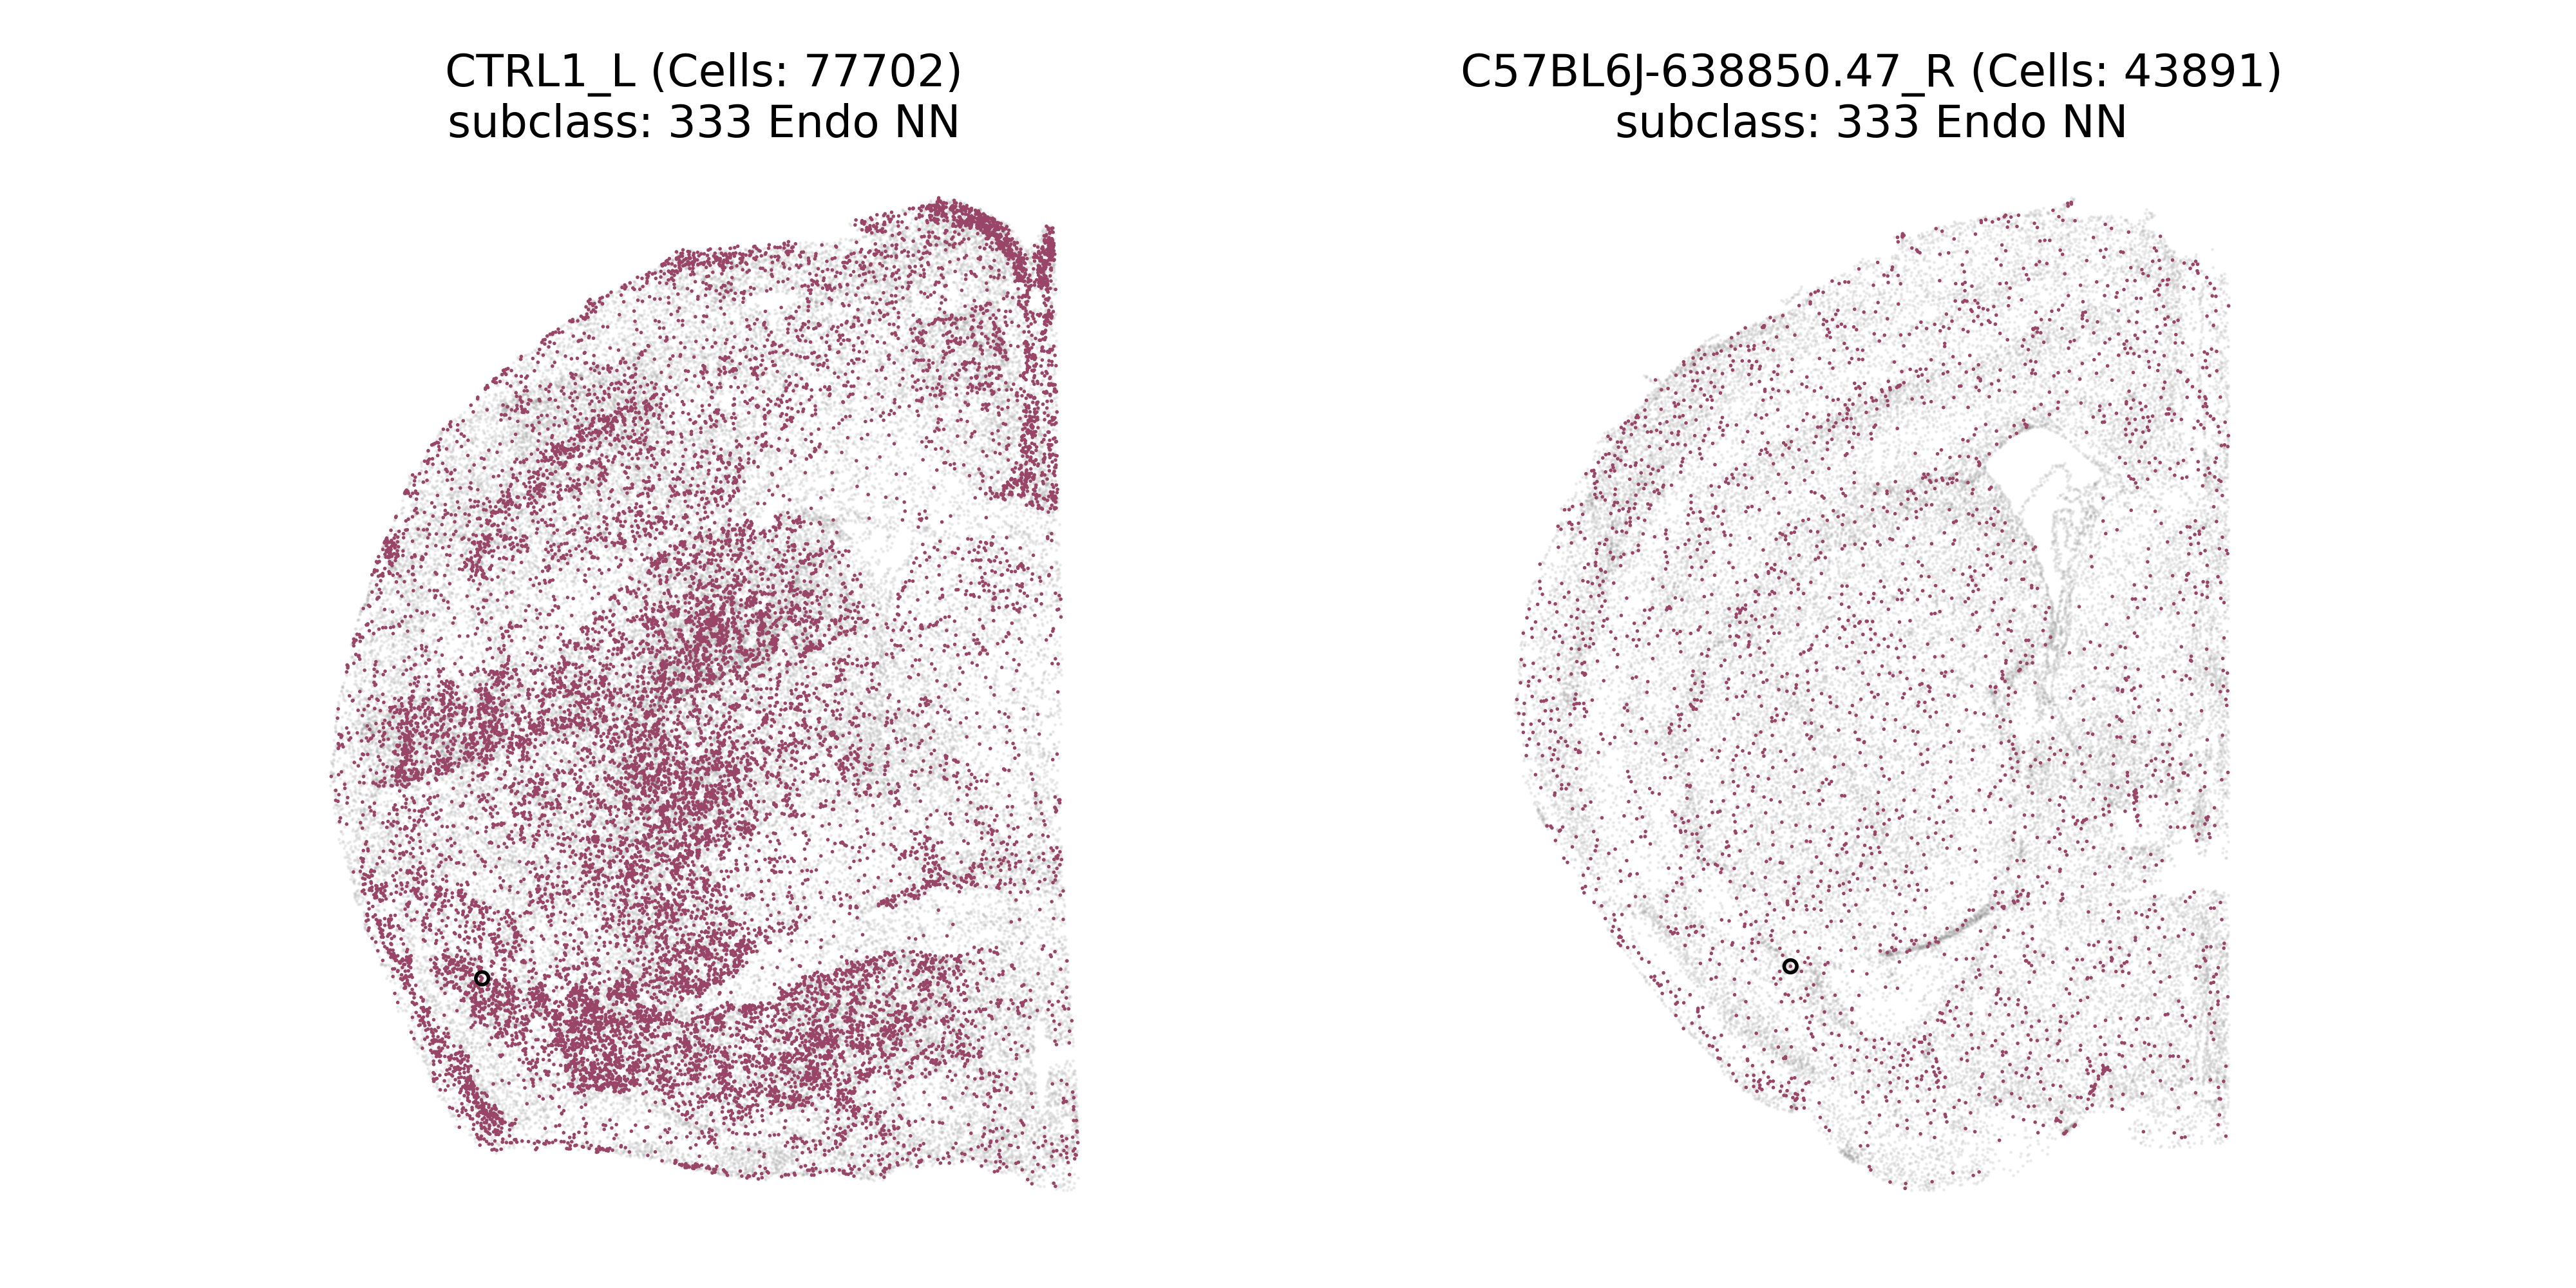 CTRL1_L (Cells: 77702)
subclass: 333 Endo NN
C57BL6J-638850.47_R (Cells: 43891)
subclass: 333 Endo NN